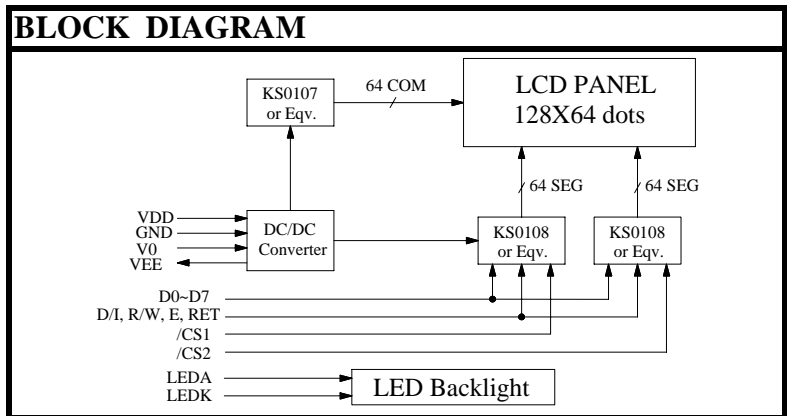 BLOCK DIAGRAM
KS0107
or Eqv.
64 COM
LCD PANEL
128X64 dots
64 SEG
64 SEG
VDD
GND
V0
VEE
DC/DC
Converter
KS0108
or Eqv.
KS0108
or Eqv.
D0~D7
D/I, R/W, E, RET
/CS1
/CS2
LEDA
LEDK
LED Backlight